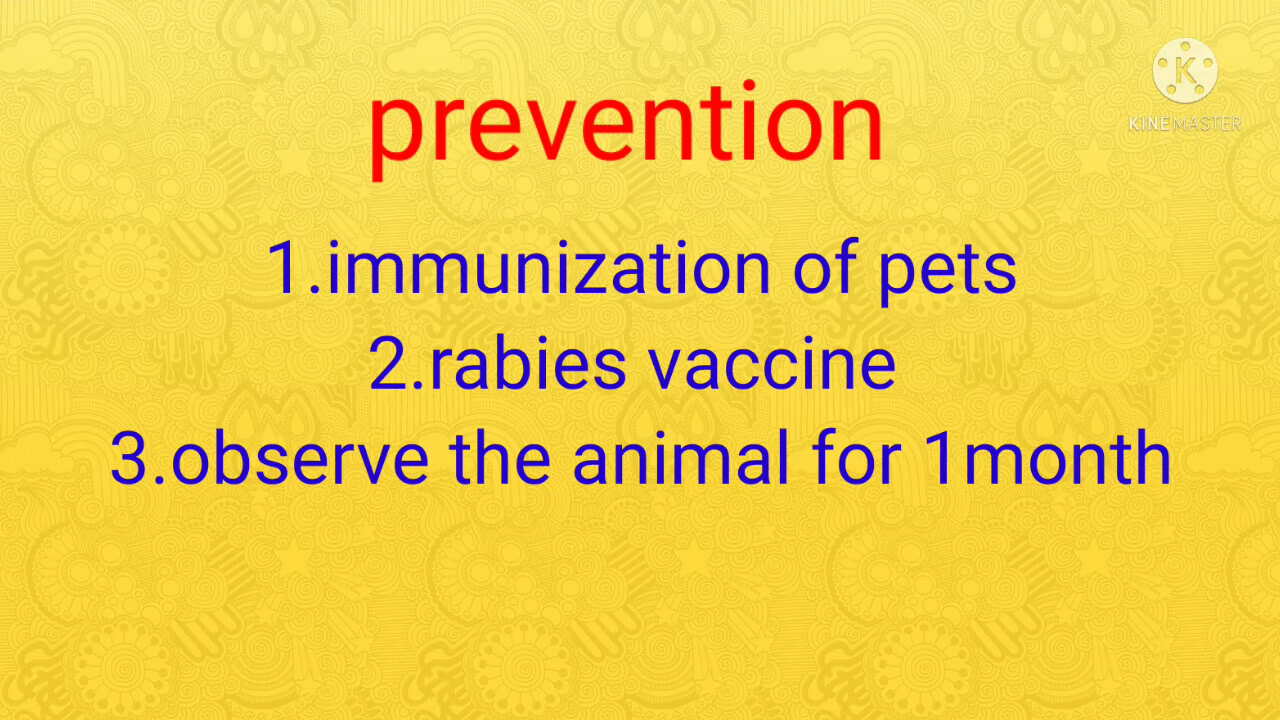 prevention
K
KINEMASTER
1.immunization of pets
2.rabies vaccine
3.observe the animal for 1month